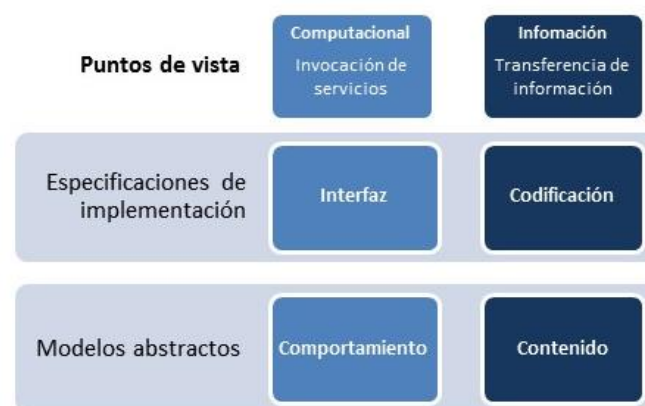 Puntos de vista
Computacional
Invocación de
servicios
Infomación
Transferencia de
información
Especificaciones de
implementación
Interfaz
Codificación
Modelos abstractos
Comportamiento
Contenido